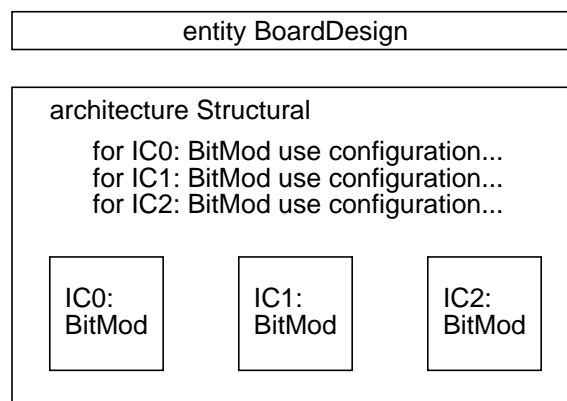 entity BoardDesign
architecture Structural
for IC0: BitMod use configuration...
for IC1: BitMod use configuration...
for IC2: BitMod use configuration...
IC0:
BitMod
IC1:
BitMod
IC2:
BitMod